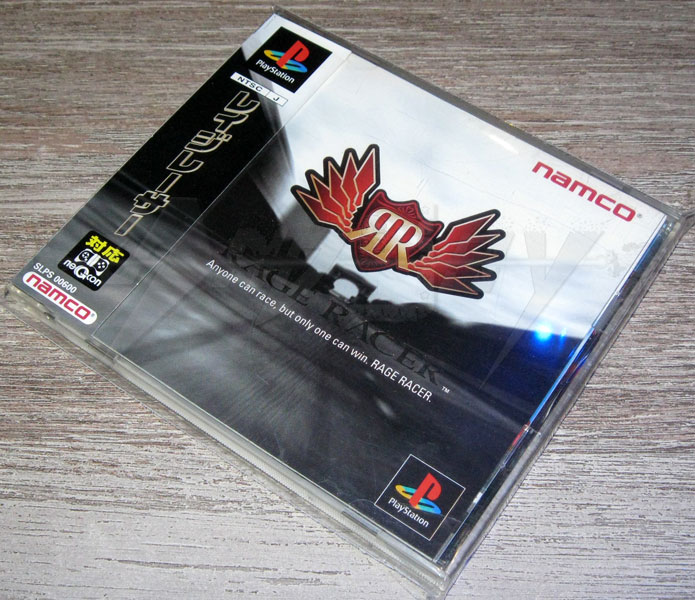 PlayStation
NTSC J
レイジレーサー
対応
neGcon
SLPS 00600
namco
namco
RR
RAGE RACER
TM
Anyone can race, but only one can win. RAGE RACER.
PlayStation